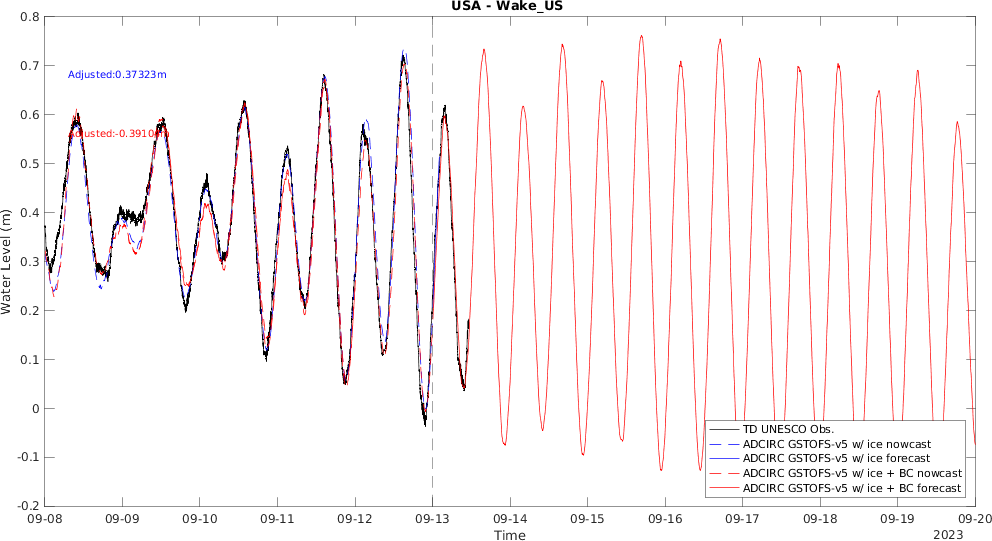 USA - Wake_US
0.8
0.7
0.6
0.5
0.4
0.3
0.2
0.1
0
-0.1
-0.2
Water Level (m)
Adjusted:0.37323m
TD UNESCO Obs.
ADCIRC GSTOFS-v5 w/ ice nowcast
ADCIRC GSTOFS-v5 w/ ice forecast
ADCIRC GSTOFS-v5 w/ ice + BC nowcast
ADCIRC GSTOFS-v5 w/ ice + BC forecast
09-08 09-09 09-10 09-11 09-12 09-13 09-14 09-15 09-16 09-17 09-18 09-19 09-20
Time
2023